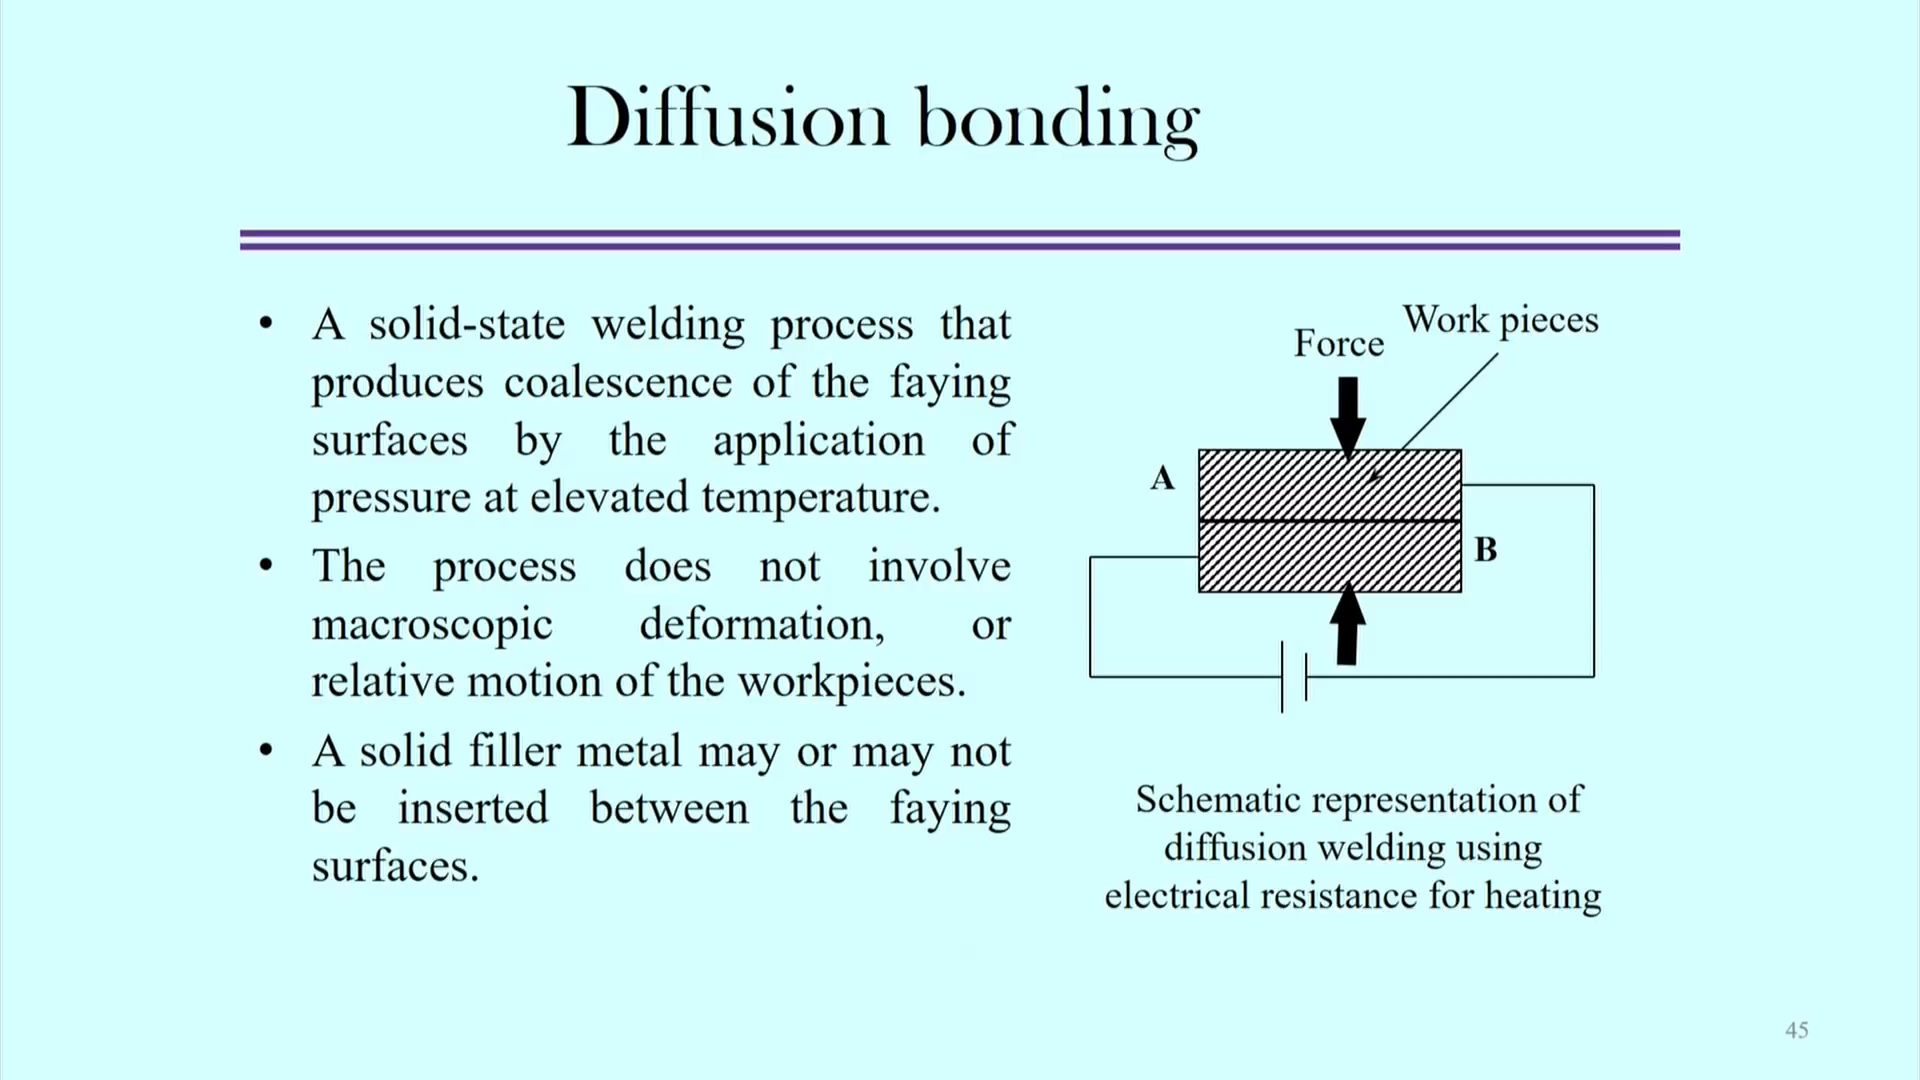 Diffusion bonding
• A solid-state welding process that
produces coalescence of the faying
surfaces by the application of
pressure at elevated temperature.
• The process does not involve
macroscopic deformation, or
relative motion of the workpieces.
• A solid filler metal may or may not
be inserted between the faying
surfaces.
Work pieces
Force
A
B
Schematic representation of
diffusion welding using
electrical resistance for heating
45